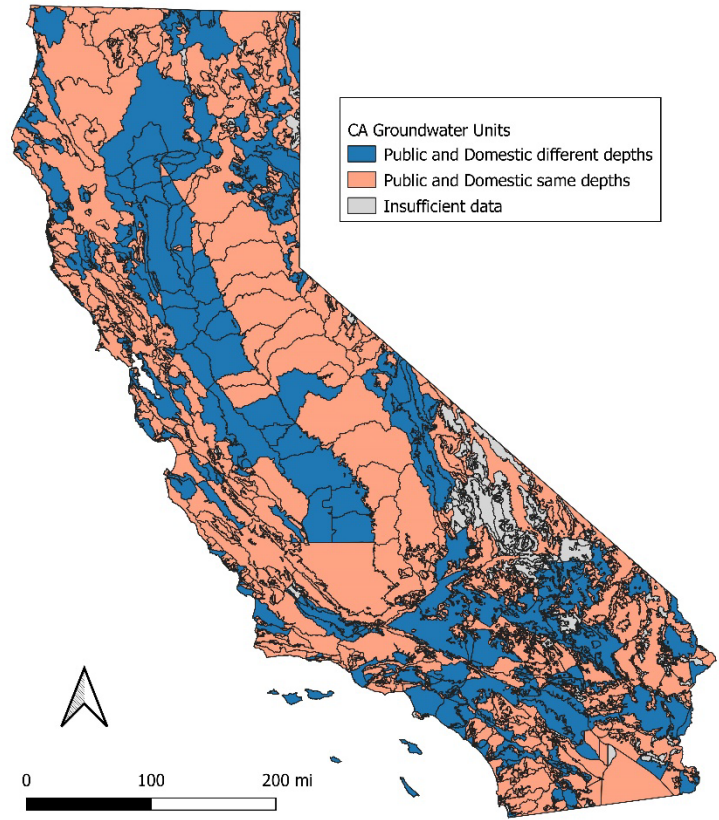 CA Groundwater Units
Public and Domestic different depths
Public and Domestic same depths
Insufficient data
0 100 200 mi